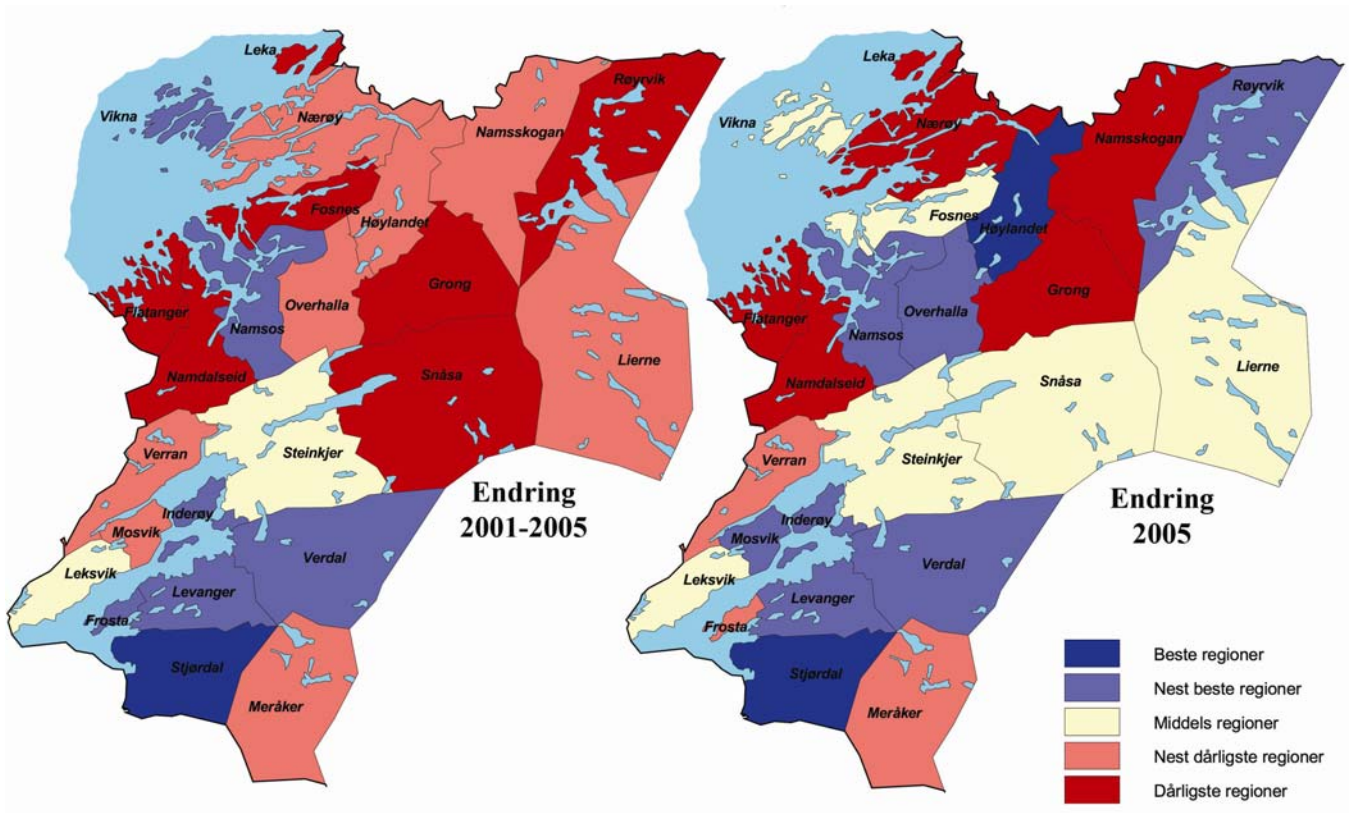 Leka
Vikna
Nærøy
Namsskogan
Røyrvik
Fosnes
Høylandet
Grong
Overhalla
Flatanger
Namsos
Lierne
Snåsa
Namdalseid
Verran
Steinkjer
Inderøy
Mosvik
Verdal
Leksvik
Levanger
Frosta
Stjørdal
Meråker
Endring
2001-2005
Leka
Vikna
Nærøy
Namsskogan
Røyrvik
Fosnes
Høylandet
Grong
Overhalla
Flatanger
Namsos
Lierne
Snåsa
Namdalseid
Verran
Steinkjer
Inderøy
Mosvik
Verdal
Leksvik
Levanger
Frosta
Stjørdal
Meråker
Endring
2005
Beste regioner
Nest beste regioner
Middels regioner
Nest dårligste regioner
Dårligste regioner